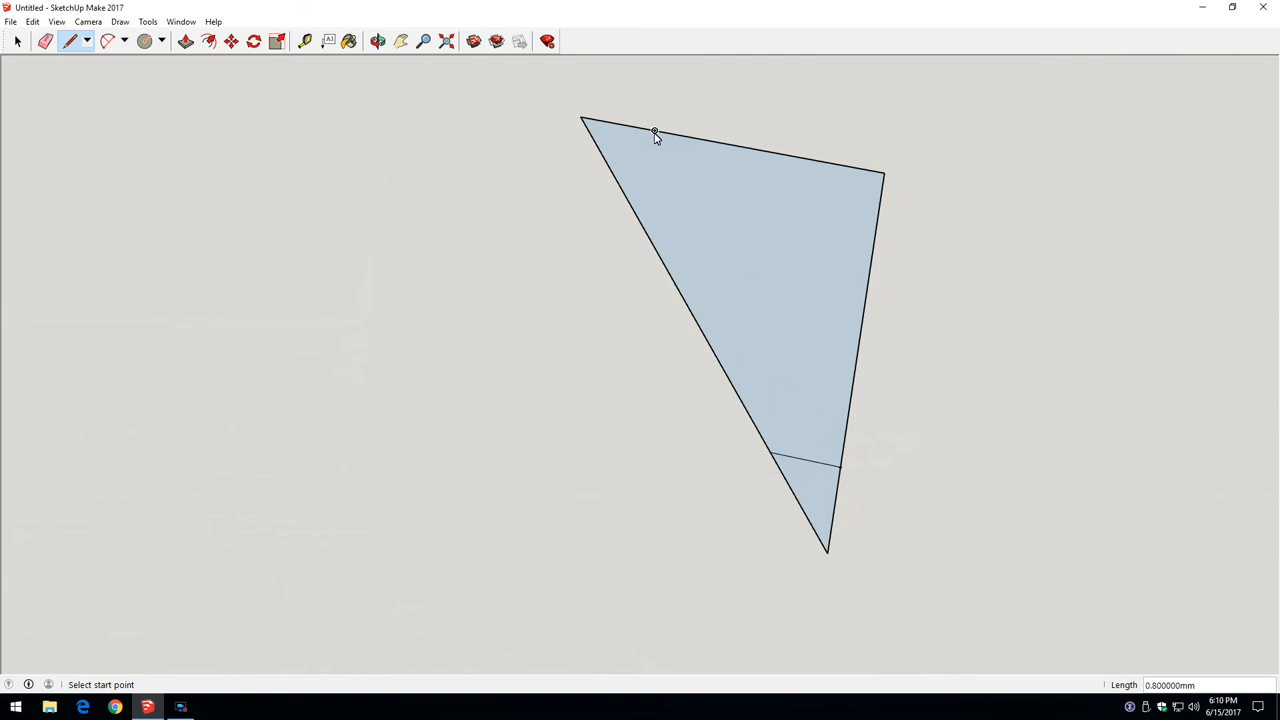 Untitled - SketchUp Make 2017
File Edit View Camera Draw Tools Window Help
A1
Select start point
Length 0.800000mm
6:10 PM
6/15/2017